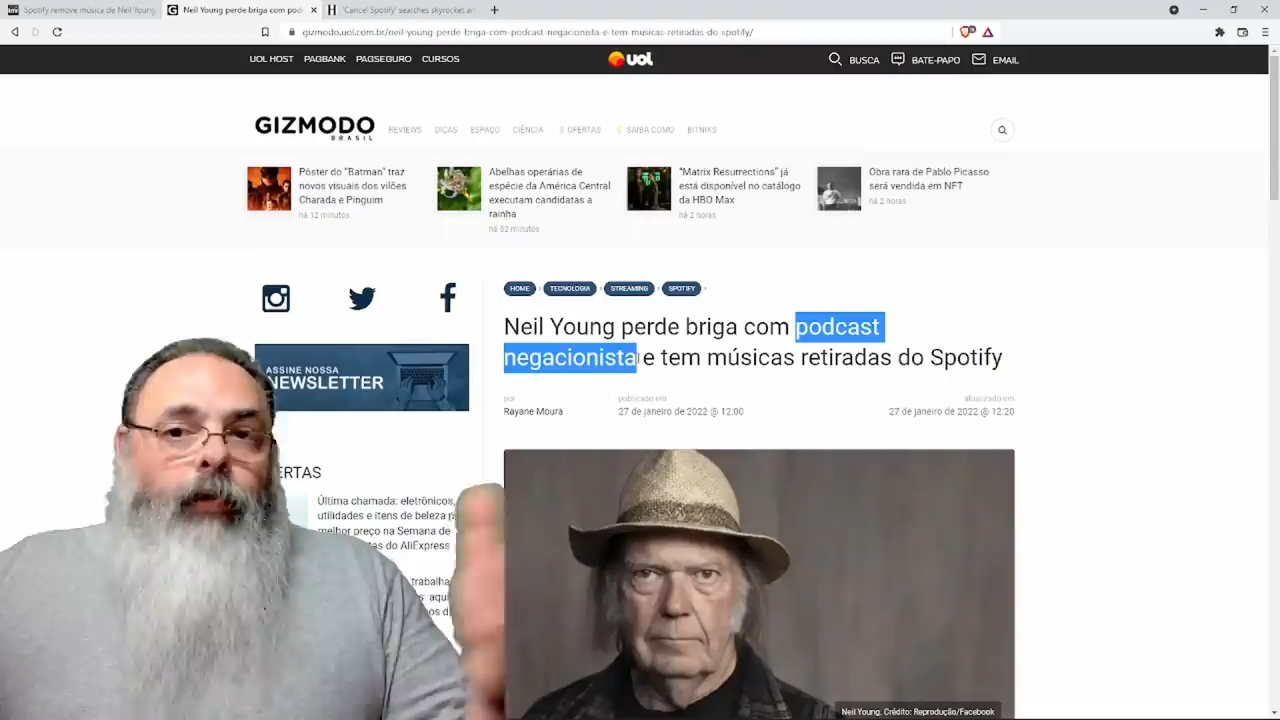 Spotify remove música de Neil Young
Neil Young perde briga com pod
'Cancel Spotify' searches skyrocket ar
gizmodo.uol.com.br/neil-young-perde-briga-com-podcast-negacionista-e-tem-musicas-retiradas-do-spotify/
UOL HOST PAGBANK PAGSEGURO CURSOS
uol
BUSCA BATE-PAPO EMAIL
GIZMODO
BRASIL
REVIEWS DICAS ESPAÇO CIÊNCIA $ OFERTAS SAIBA COMO BITNIKS
Pôster do "Batman" traz
novos visuais dos vilões
Charada e Pinguim
há 12 minutos
Abelhas operárias de
espécie da América Central
executam candidatas a
rainha
há 52 minutos
"Matrix Resurrections" já
está disponível no catálogo
da HBO Max
há 2 horas
Obra rara de Pablo Picasso
será vendida em NFT
há 2 horas
HOME TECNOLOGIA STREAMING SPOTIFY
Neil Young perde briga com podcast
negacionista e tem músicas retiradas do Spotify
por
Rayane Moura
publicado em
27 de janeiro de 2022 @ 12:00
atualizado em
27 de janeiro de 2022 @ 12:20
ASSINE NOSSA
NEWSLETTER
ERTAS
Última chamada: eletrônicos,
utilidades e itens de beleza p
melhor preço na Semana de
tas do AliExpress
trabalha
aqui
os d
Neil Young. Crédito: Reprodução/Facebook